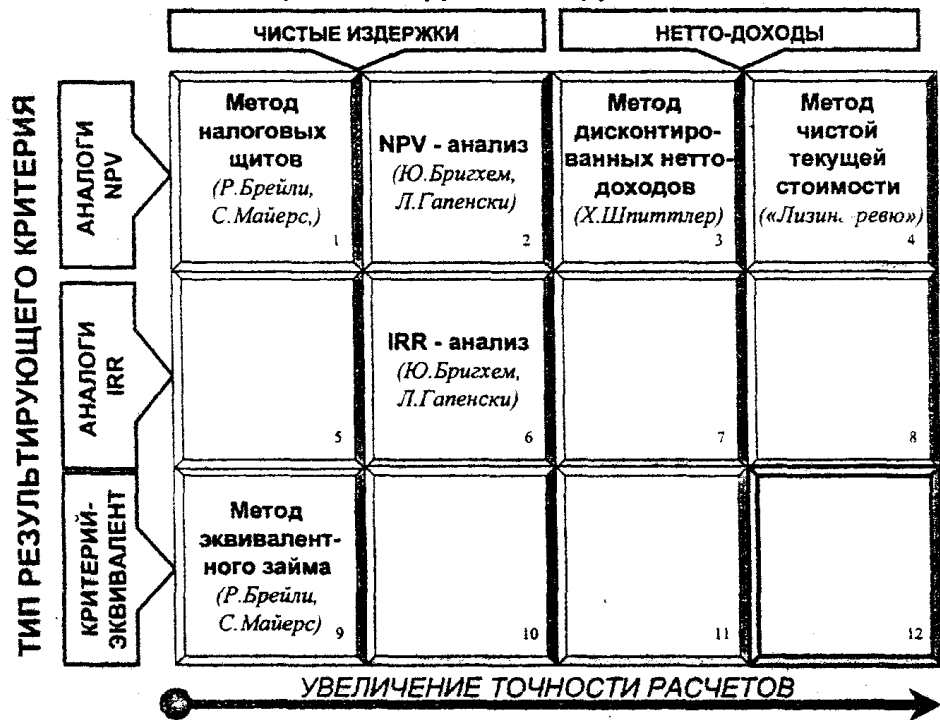 ЧИСТЫЕ ИЗДЕРЖКИ
НЕТТО-ДОХОДЫ
ТИП РЕЗУЛЬТИРУЮЩЕГО КРИТЕРИЯ
АНАЛОГИ
NPV
Метод
налоговых
щитов
(Р.Брейли,
С.Майерс,)
1
NPV - анализ
(Ю.Бригхем,
Л.Гапенски)
2
Метод
дисконтиро-
ванных нетто-
доходов
(Х.Шпиттлер)
3
Метод
чистой
текущей
стоимости
4
АНАЛОГИ
IRR
5
IRR - анализ
(Ю.Бригхем,
Л.Гапенски)
6
7
8
КРИТЕРИЙ-
ЭКВИВАЛЕНТ
Метод
эквивалент-
ного займа
(Р.Брейли,
С.Майерс)
9
10
11
12
УВЕЛИЧЕНИЕ ТОЧНОСТИ РАСЧЕТОВ